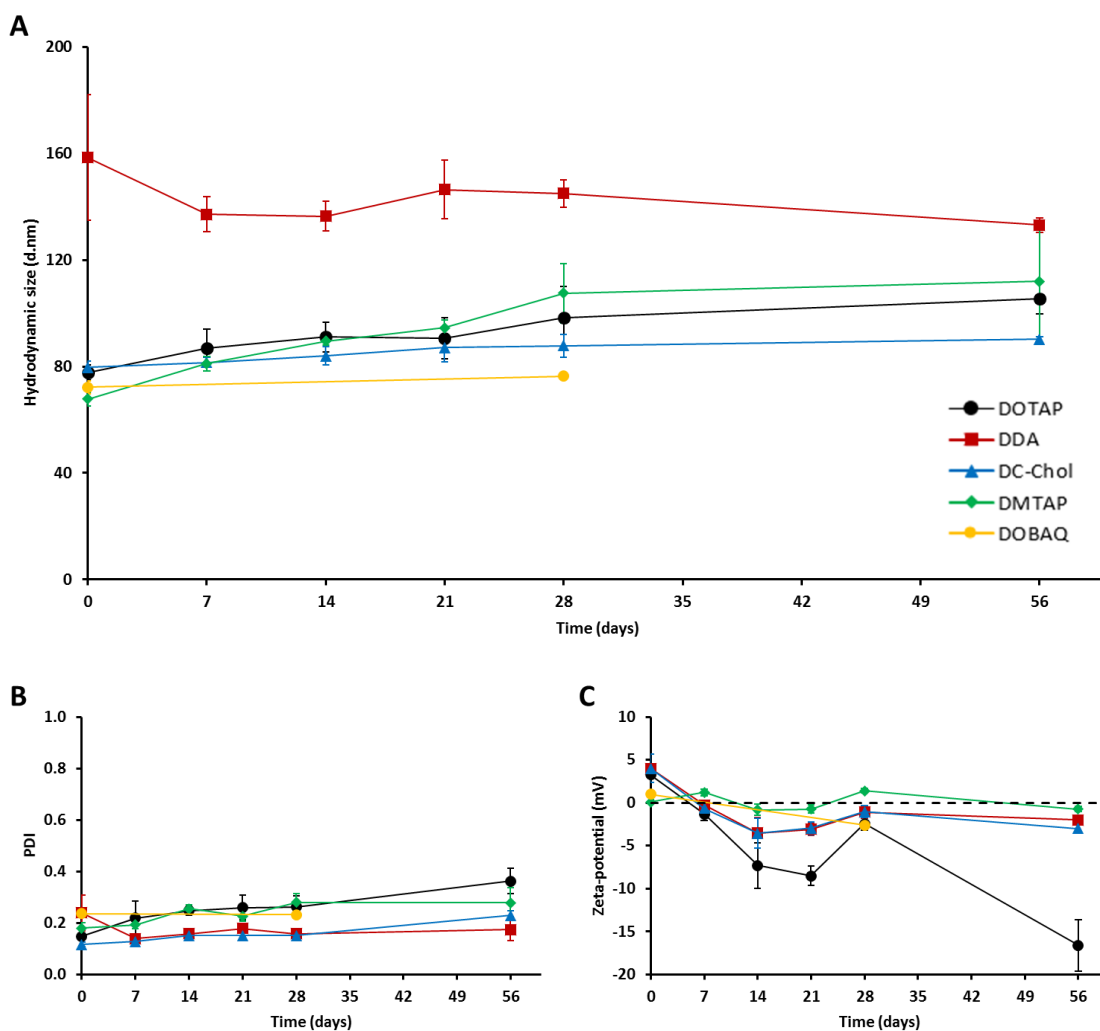 A
Hydrodynamic size (d.nm)
200
160
120
80
40
0
0 7 14 21 28 35 42 49 56
Time (days)
DOTAP
DDA
DC-Chol
DMTAP
DOBAQ
B
PDI
1.0
0.8
0.6
0.4
0.2
0.0
0 7 14 21 28 35 42 49 56
Time (days)
C
Zeta-potential (mV)
10
5
0
-5
-10
-15
-20
0 7 14 21 28 35 42 49 56
Time (days)